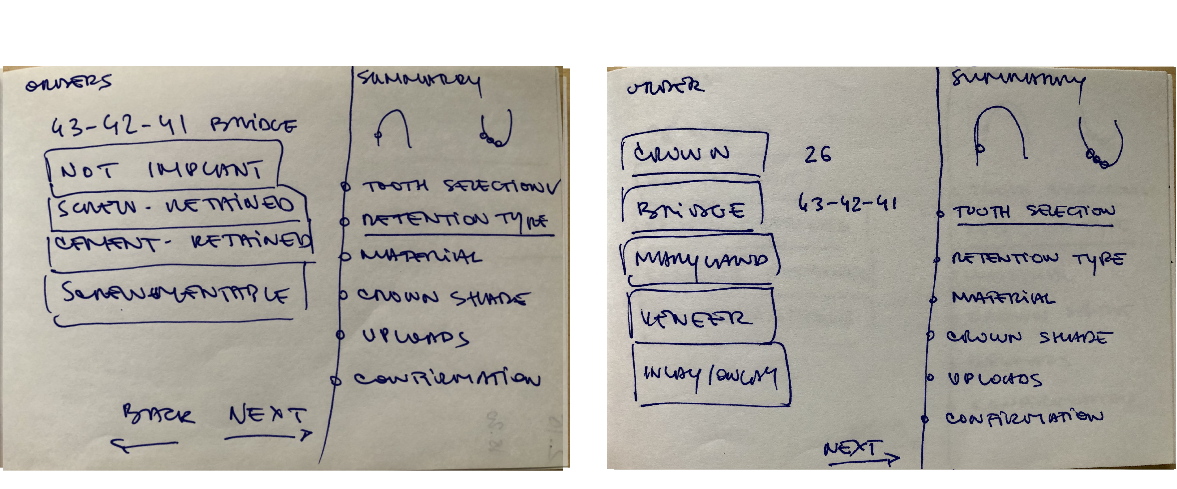 ORDERS
43-42-41 BRIDGE
NOT IMPLANT
SCREW-RETAINED
CEMENT-RETAINED
SCREWMENTABLE
BACK NEXT
SUMMARY
TOOTH SELECTION
RETENTION TYPE
MATERIAL
CROWN SHADE
UPLOADS
CONFIRMATION
ORDER
CROWN 26
BRIDGE 43-42-41
MARYLAND
VENEER
INLAY/ONLAY
NEXT
SUMMARY
TOOTH SELECTION
RETENTION TYPE
MATERIAL
CROWN SHADE
UPLOADS
CONFIRMATION